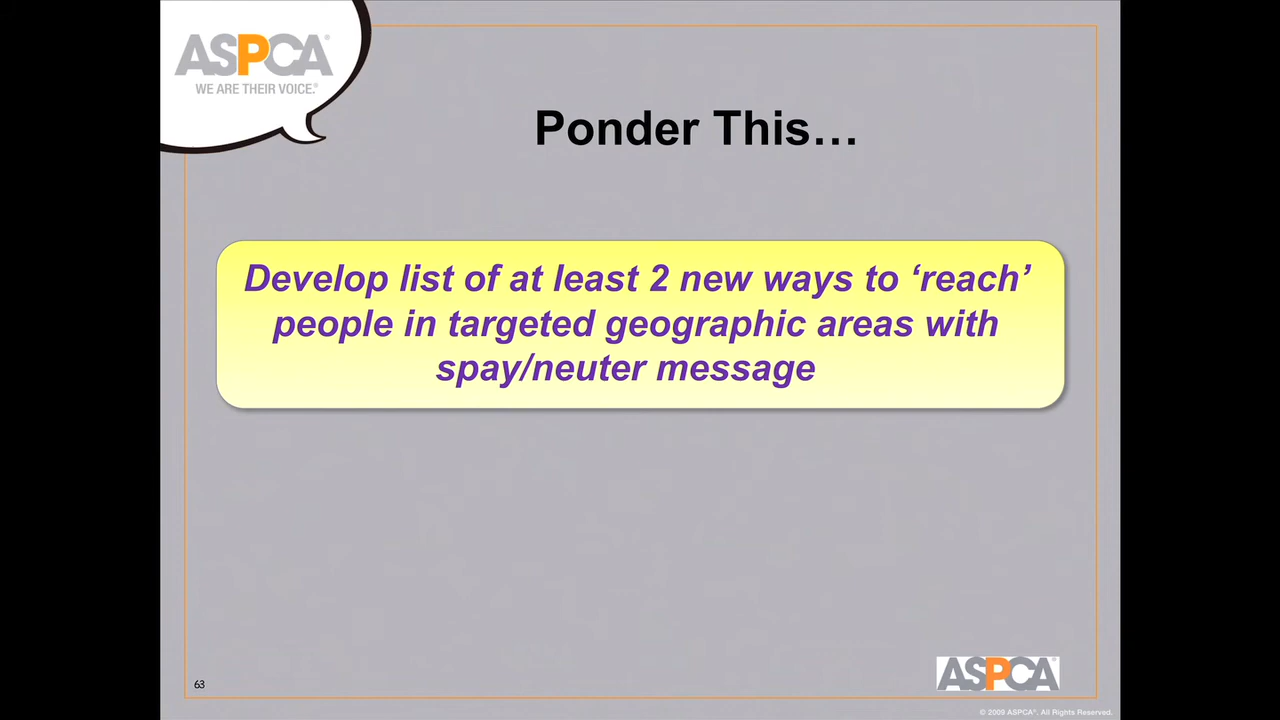 ASPCA®
WE ARE THEIR VOICE.®
Ponder This…
Develop list of at least 2 new ways to ‘reach’
people in targeted geographic areas with
spay/neuter message
63
ASPCA®
© 2009 ASPCA®. All Rights Reserved.